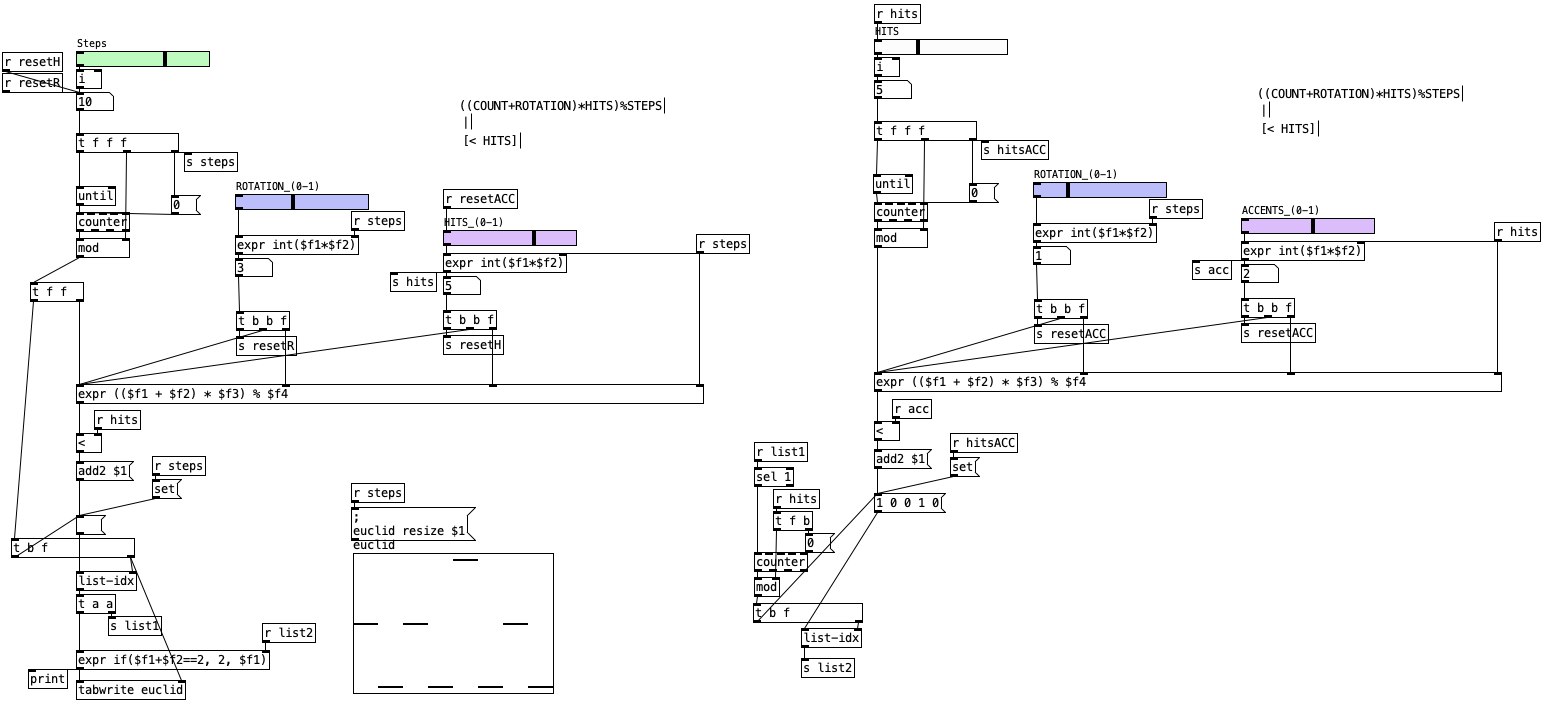 Steps
r resetH
r resetR
i
10
t f f f
s steps
until
0
counter
mod
t f f
((COUNT+ROTATION)*HITS)%STEPS
||
[< HITS]
ROTATION_(0-1)
r steps
expr int($f1*$f2)
3
t b b f
s resetR
r resetACC
HITS_(0-1)
r steps
expr int($f1*$f2)
s hits
5
t b b f
s resetH
expr (($f1 + $f2) * $f3) % $f4
r hits
<
add2 $1
r steps
set
t b f
list-idx
t a a
s list1
r list2
expr if($f1+$f2==2, 2, $f1)
print
tabwrite euclid
r steps
;
euclid resize $1
euclid
r hits
HITS
i
5
t f f f
s hitsACC
until
0
counter
mod
((COUNT+ROTATION)*HITS)%STEPS
||
[< HITS]
ROTATION_(0-1)
r steps
expr int($f1*$f2)
1
t b b f
s resetACC
ACCENTS_(0-1)
r hits
expr int($f1*$f2)
s acc
2
t b b f
s resetACC
expr (($f1 + $f2) * $f3) % $f4
r acc
<
add2 $1
r hitsACC
set
1 0 0 1 0
r list1
sel 1
r hits
t f b
0
counter
mod
t b f
list-idx
s list2